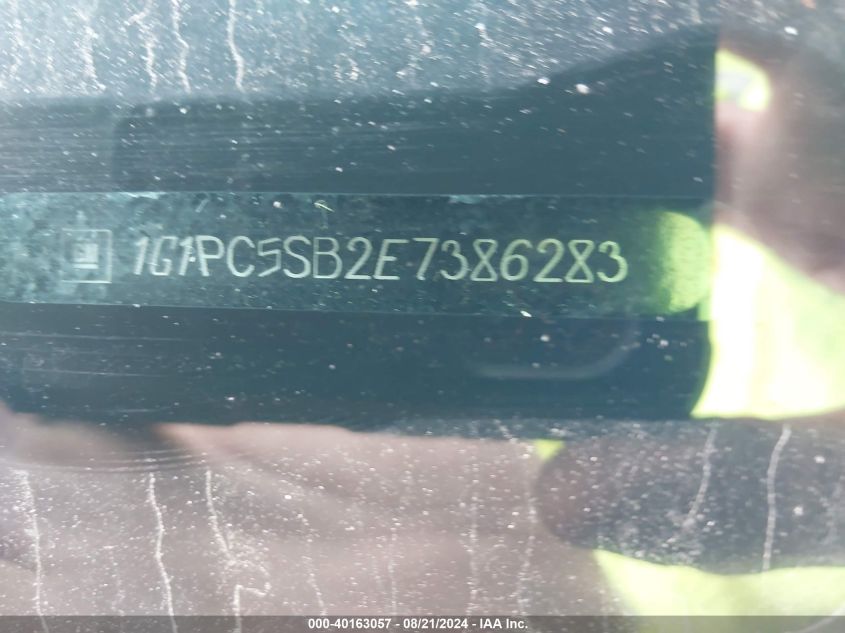 1G1PC5SB2E7386283
000-40163057 - 08/21/2024 - IAA Inc.